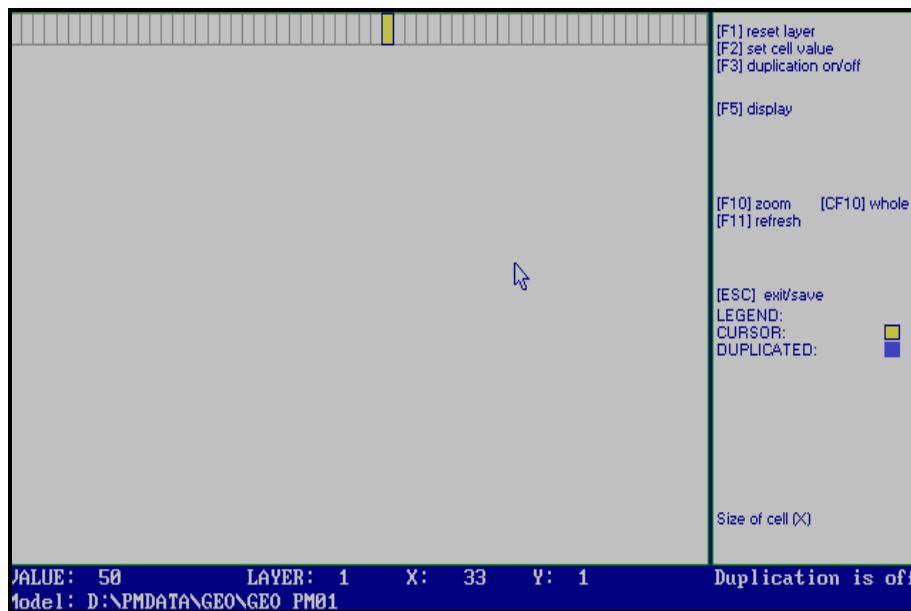 [F1] reset layer
[F2] set cell value
[F3] duplication on/off
[F5] display
[F10] zoom [CF10] whole
[F11] refresh
[ESC] exit/save
LEGEND:
CURSOR:
DUPLICATED:
Size of cell (X)
VALUE: 50 LAYER: 1 X: 33 Y: 1 Duplication is off
Model: D:\PMDATA\GEO\GEO PM01